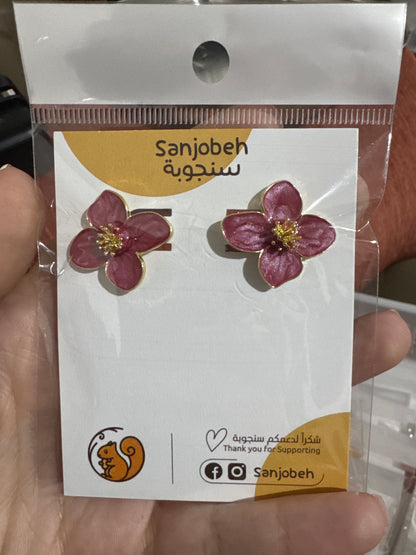 Sanjobeh
سنجوبة
شكراً لدعمكم سنجوبة
Thank you for Supporting
Sanjobeh